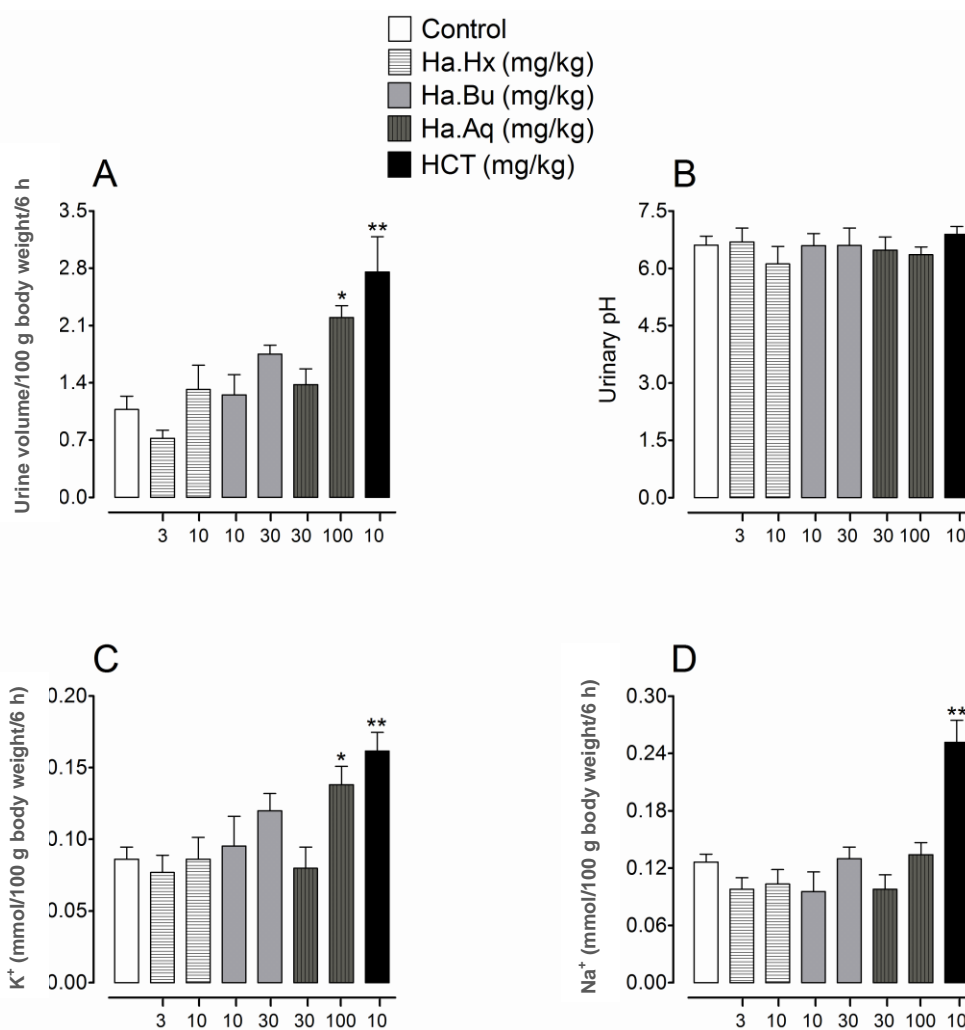 Control
Ha.Hx (mg/kg)
Ha.Bu (mg/kg)
Ha.Aq (mg/kg)
HCT (mg/kg)
A
Urine volume/100 g body weight/6 h
3.5
2.8
2.1
1.4
0.7
0.0
* **
3 10 10 30 30 100 10
B
Urinary pH
7.5
6.0
4.5
3.0
1.5
0.0
3 10 10 30 30 100 10
C
K+ (mmol/100 g body weight/6 h)
0.20
0.15
0.10
0.05
0.00
* **
3 10 10 30 30 100 10
D
Na+ (mmol/100 g body weight/6 h)
0.30
0.24
0.18
0.12
0.06
0.00
**
3 10 10 30 30 100 10